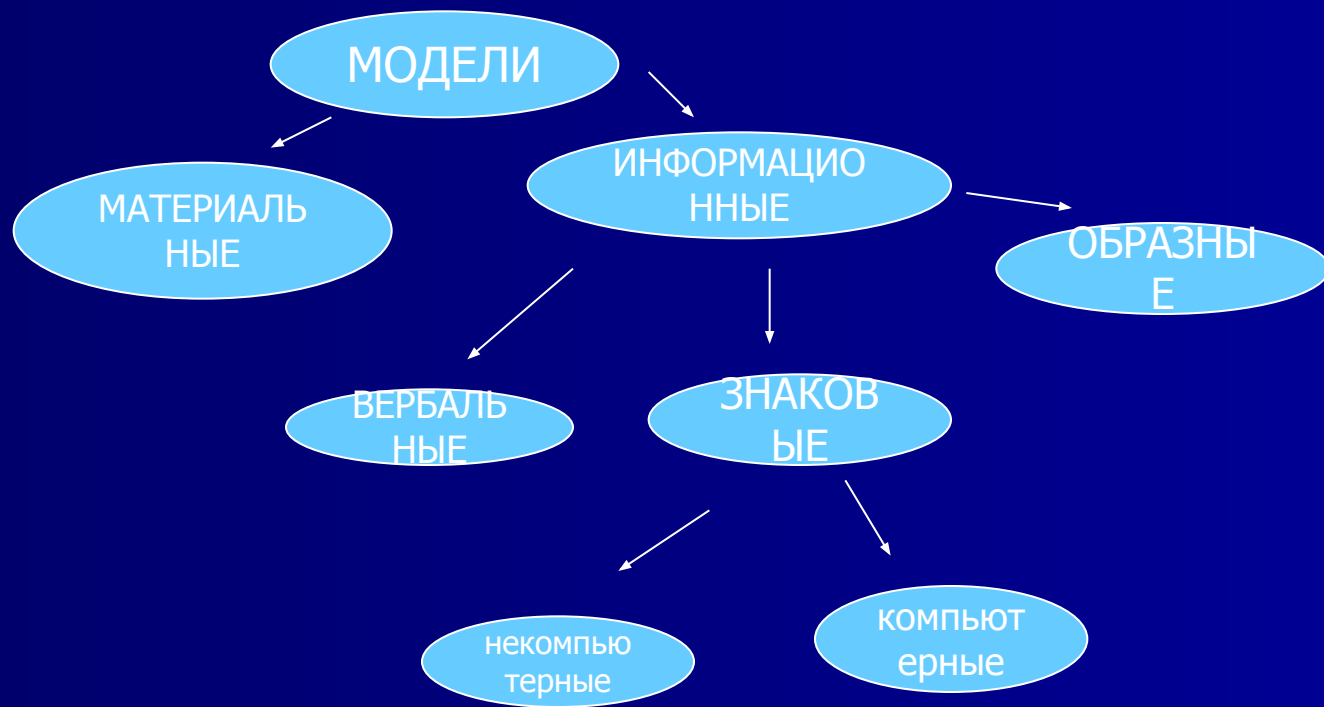 МОДЕЛИ
ИНФОРМАЦИО
ННЫЕ
МАТЕРИАЛЬ
НЫЕ
ОБРАЗНЫ
Е
ВЕРБАЛЬ
НЫЕ
ЗНАКОВ
ЫЕ
некомпью
терные
компьют
ерные